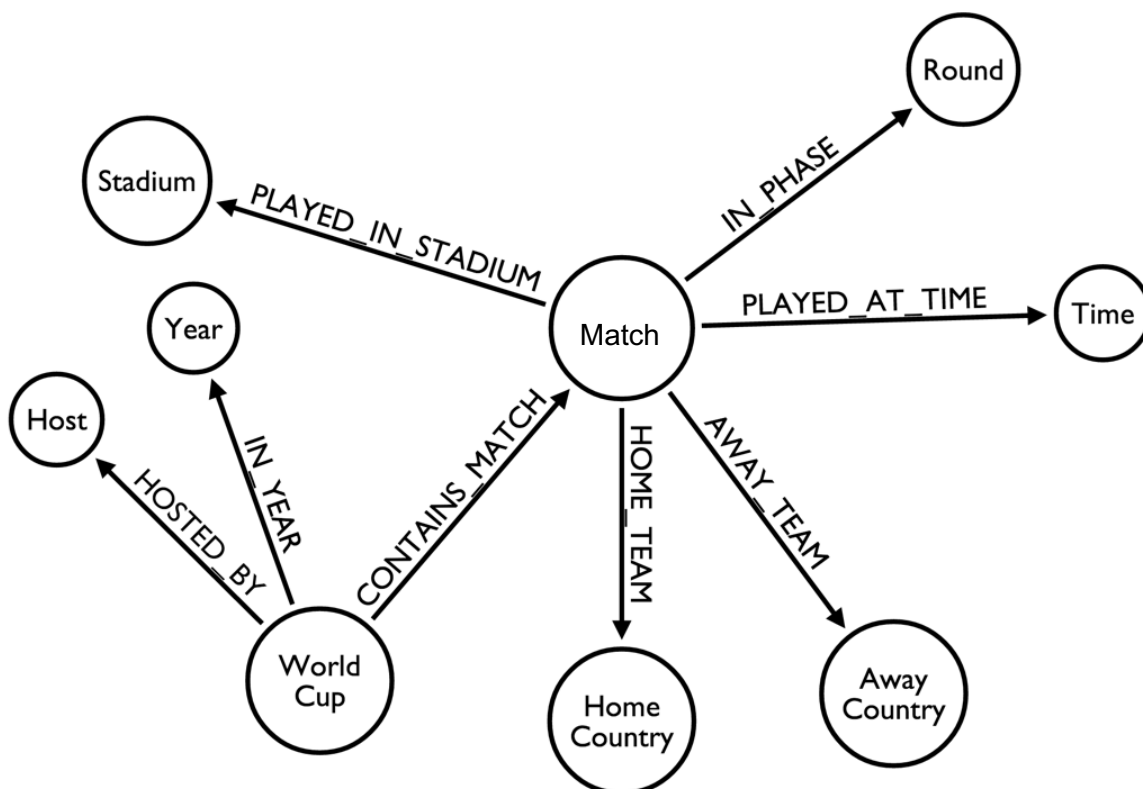 Round
Stadium
IN_PHASE
PLAYED_IN_STADIUM
PLAYED_AT_TIME
Time
Year
Match
Host
IN_YEAR
HOSTED_BY
CONTAINS_MATCH
HOME_TEAM
AWAY_TEAM
World
Cup
Home
Country
Away
Country